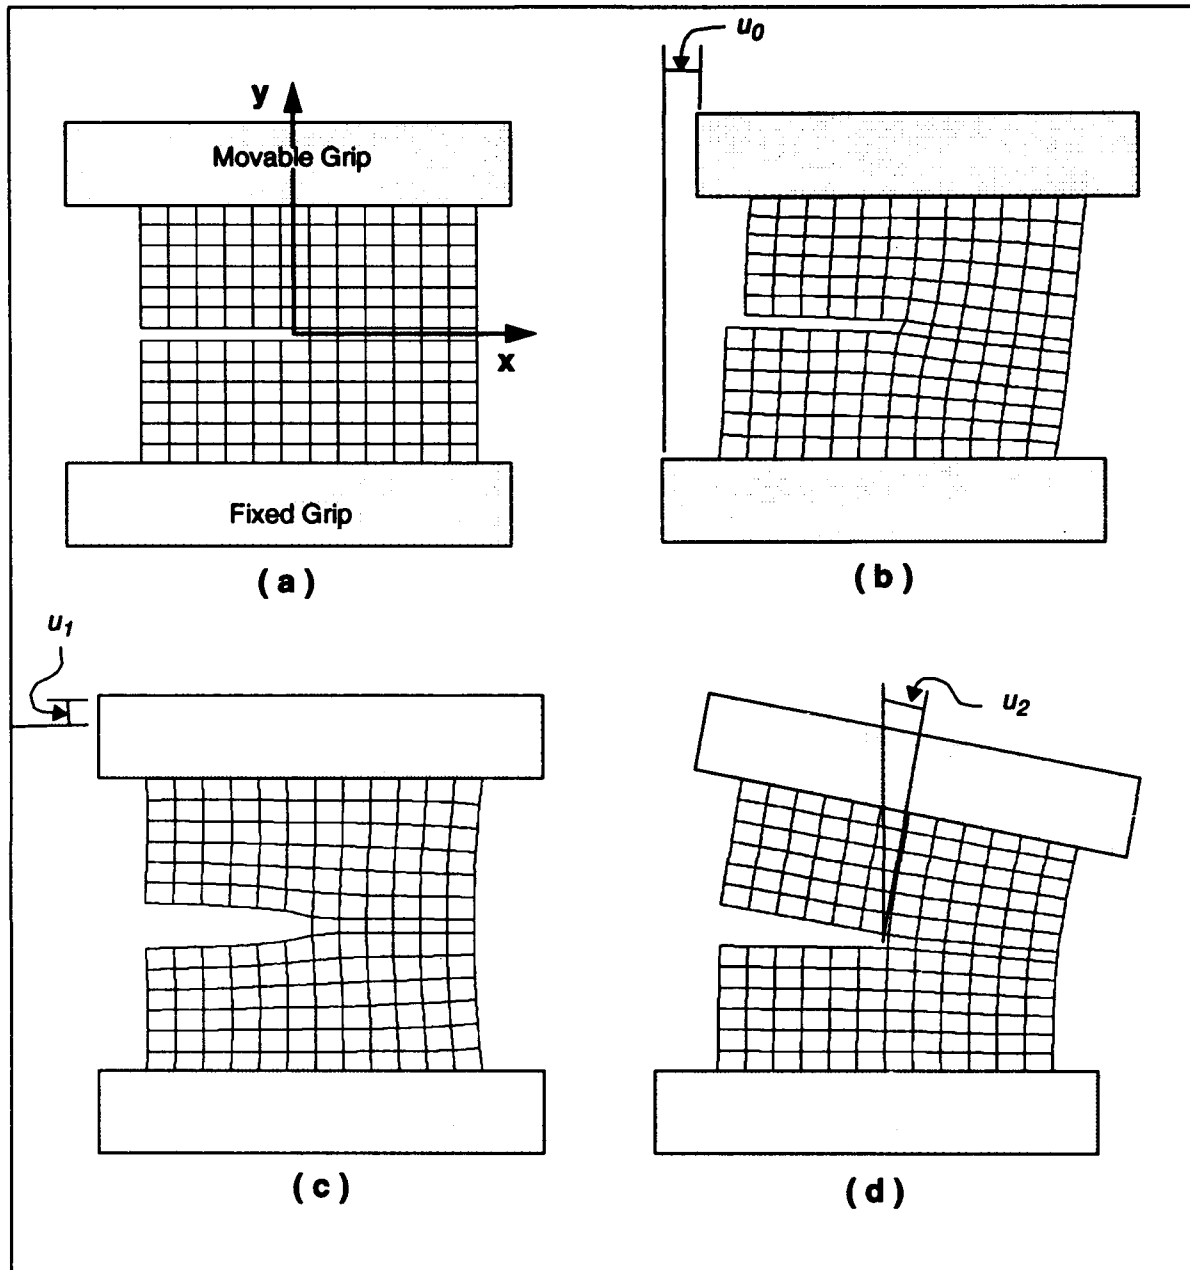 u0
y
Movable Grip
x
Fixed Grip
( a )
( b )
u1
u2
( c )
( d )